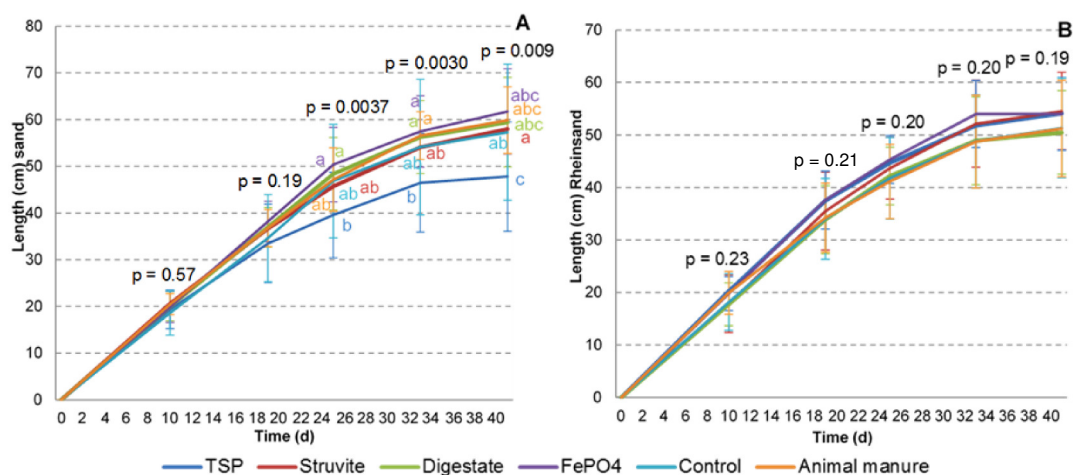 A
Length (cm) sand
80
70
60
50
40
30
20
10
0
p = 0.57
p = 0.19
p = 0.0037
p = 0.0030
p = 0.009
a
a
ab
ab
ab
b
a
a
ab
ab
b
abc
abc
abc
a
ab
c
0 2 4 6 8 10 12 14 16 18 20 22 24 26 28 30 32 34 36 38 40
Time (d)
B
Length (cm) Rheinsand
70
60
50
40
30
20
10
0
p = 0.23
p = 0.21
p = 0.20
p = 0.20
p = 0.19
0 2 4 6 8 10 12 14 16 18 20 22 24 26 28 30 32 34 36 38 40
Time (d)
TSP Struvite Digestate FePO4 Control Animal manure